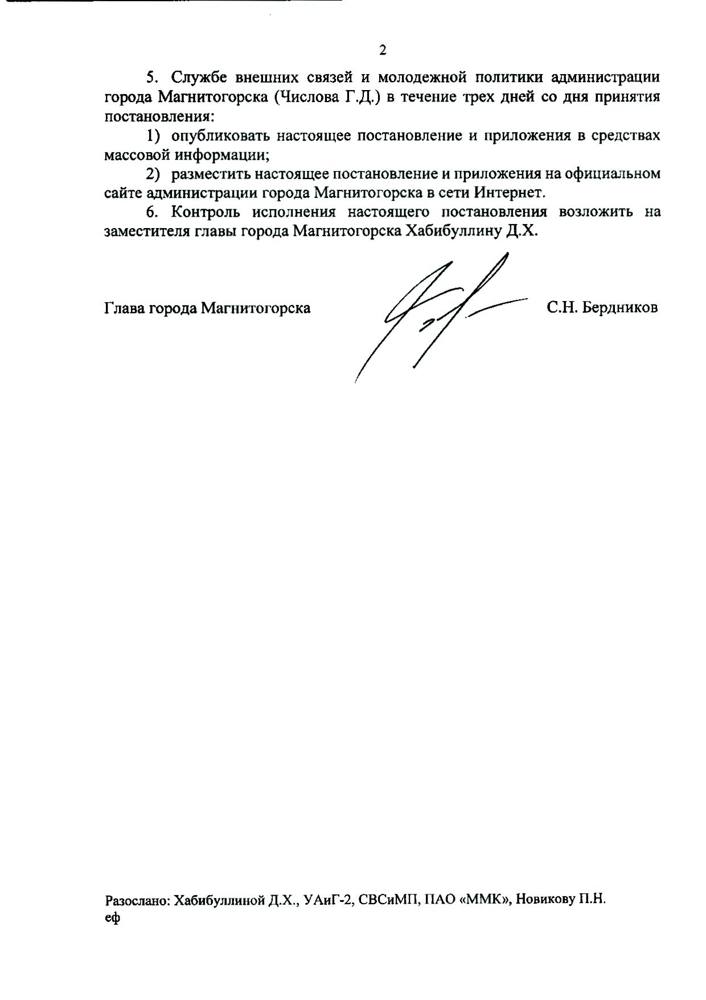 2
5. Службе внешних связей и молодежной политики администрации
города Магнитогорска (Числова Г.Д.) в течение трех дней со дня принятия
постановления:
1) опубликовать настоящее постановление и приложения в средствах
массовой информации;
2) разместить настоящее постановление и приложения на официальном
сайте администрации города Магнитогорска в сети Интернет.
6. Контроль исполнения настоящего постановления возложить на
заместителя главы города Магнитогорска Хабибуллину Д.Х.
Глава города Магнитогорска С.Н. Бердников
Разослано: Хабибуллиной Д.Х., УАиГ-2, СВСиМП, ПАО «ММК», Новикову П.Н.
еф